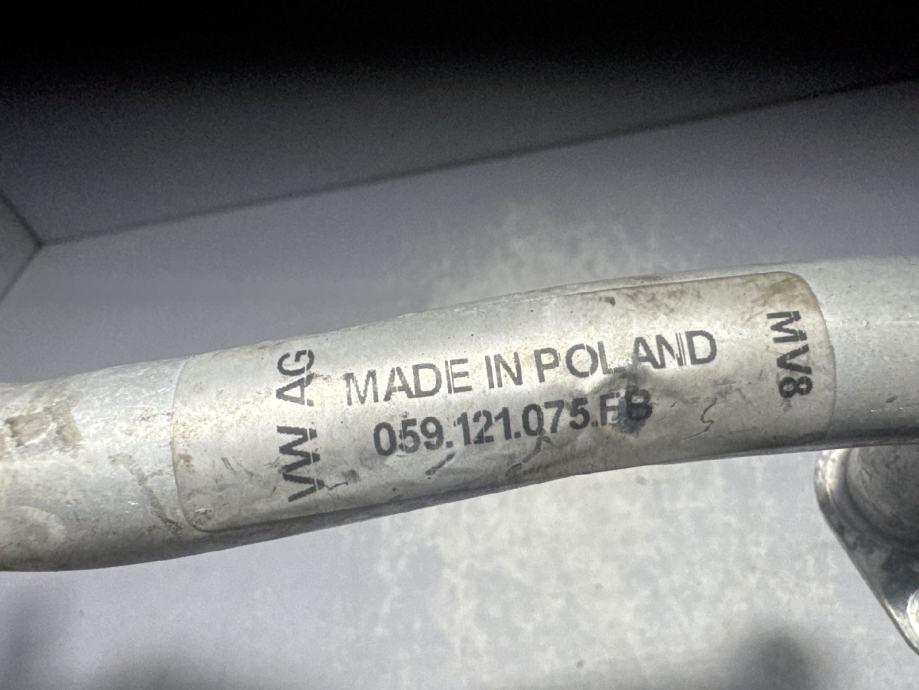 VW AG
MADE IN POLAND
059.121.075.FB
MV8